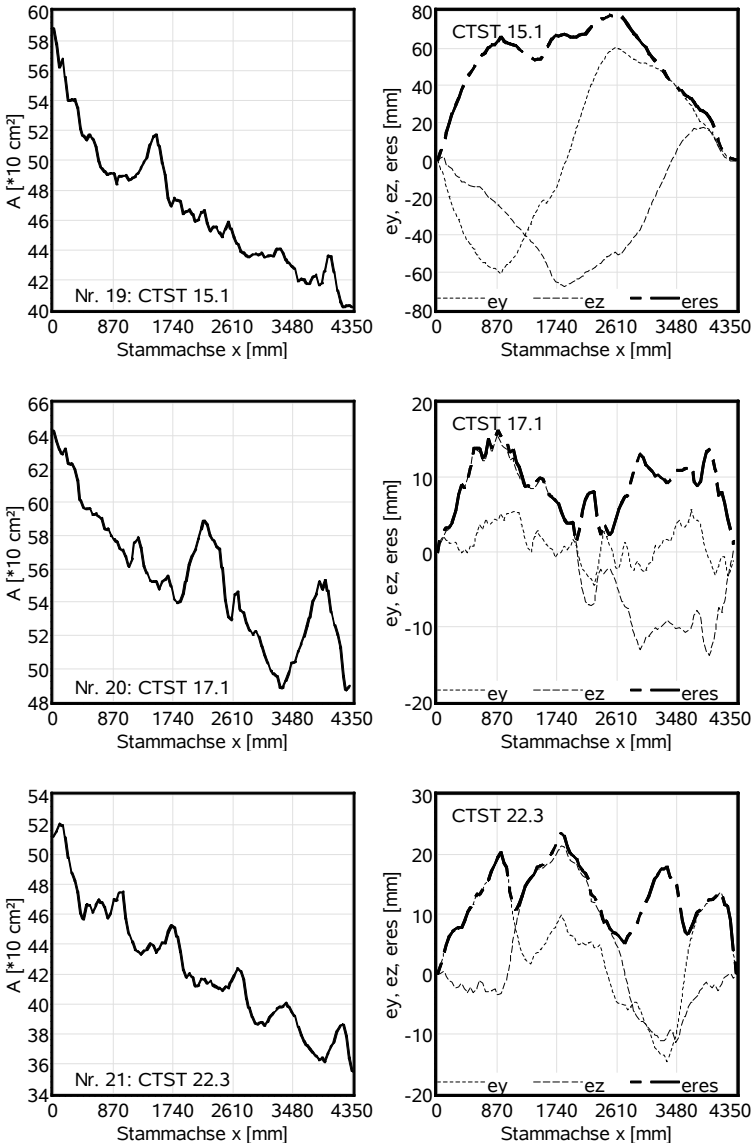 60
58
56
54
52
50
48
46
44
42
40
A [*10 cm²]
Nr. 19: CTST 15.1
0 870 1740 2610 3480 4350
Stammachse x [mm]
80
60
40
20
0
-20
-40
-60
-80
ey, ez, eres [mm]
CTST 15.1
ey ez eres
0 870 1740 2610 3480 4350
Stammachse x [mm]
66
64
62
60
58
56
54
52
50
48
A [*10 cm²]
Nr. 20: CTST 17.1
0 870 1740 2610 3480 4350
Stammachse x [mm]
20
10
0
-10
-20
ey, ez, eres [mm]
CTST 17.1
ey ez eres
0 870 1740 2610 3480 4350
Stammachse x [mm]
54
52
50
48
46
44
42
40
38
36
34
A [*10 cm²]
Nr. 21: CTST 22.3
0 870 1740 2610 3480 4350
Stammachse x [mm]
30
20
10
0
-10
-20
ey, ez, eres [mm]
CTST 22.3
ey ez eres
0 870 1740 2610 3480 4350
Stammachse x [mm]